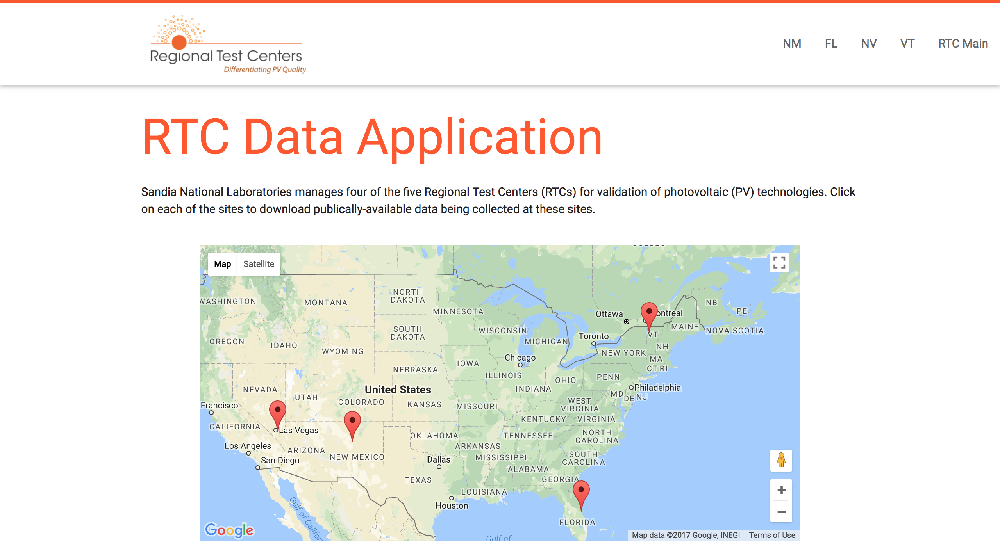 Regional Test Centers
Differentiating PV Quality
NM
FL
NV
VT
RTC Main
RTC Data Application
Sandia National Laboratories manages four of the five Regional Test Centers (RTCs) for validation of photovoltaic (PV) technologies. Click
on each of the sites to download publically-available data being collected at these sites.
Map
Satellite
WASHINGTON
MONTANA
NORTH
DAKOTA
MINNESOTA
Ottawa
ontreal
NB
PE
OREGON
IDAHO
WYOMING
SOUTH
DAKOTA
WISCONSIN
MICHIGAN
Toronto
VT
MAINE
NOVA SCOTIA
NH
NEW YORK
MA
CT RI
Chicago
IOWA
NEBRASKA
ILLINOIS
INDIANA
OHIO
PENN
Philadelphia
MD
DE
NJ
NEVADA
UTAH
United States
COLORADO
KANSAS
MISSOURI
WEST
VIRGINIA
KENTUCKY
VIRGINIA
Francisco
CALIFORNIA
Las Vegas
Los Angeles
San Diego
ARIZONA
NEW MEXICO
OKLAHOMA
ARKANSAS
TENNESSEE
NORTH
CAROLINA
Dallas
MISSISSIPPI
ALABAMA
SOUTH
CAROLINA
GEORGIA
TEXAS
LOUISIANA
Houston
FLORIDA
Gulf of Californ
Gulf of
Google
Map data ©2017 Google, INEGI
Terms of Use